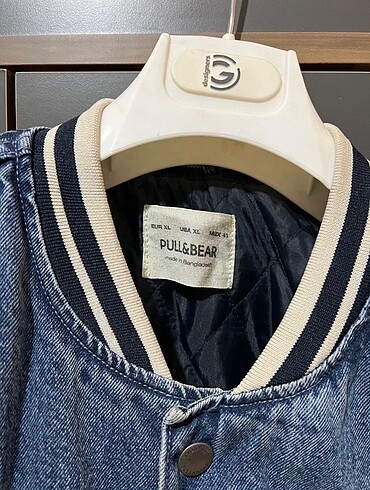 designers
G
EUR XL USA XL MEX 41
PULL&BEAR
made in Bangladesh